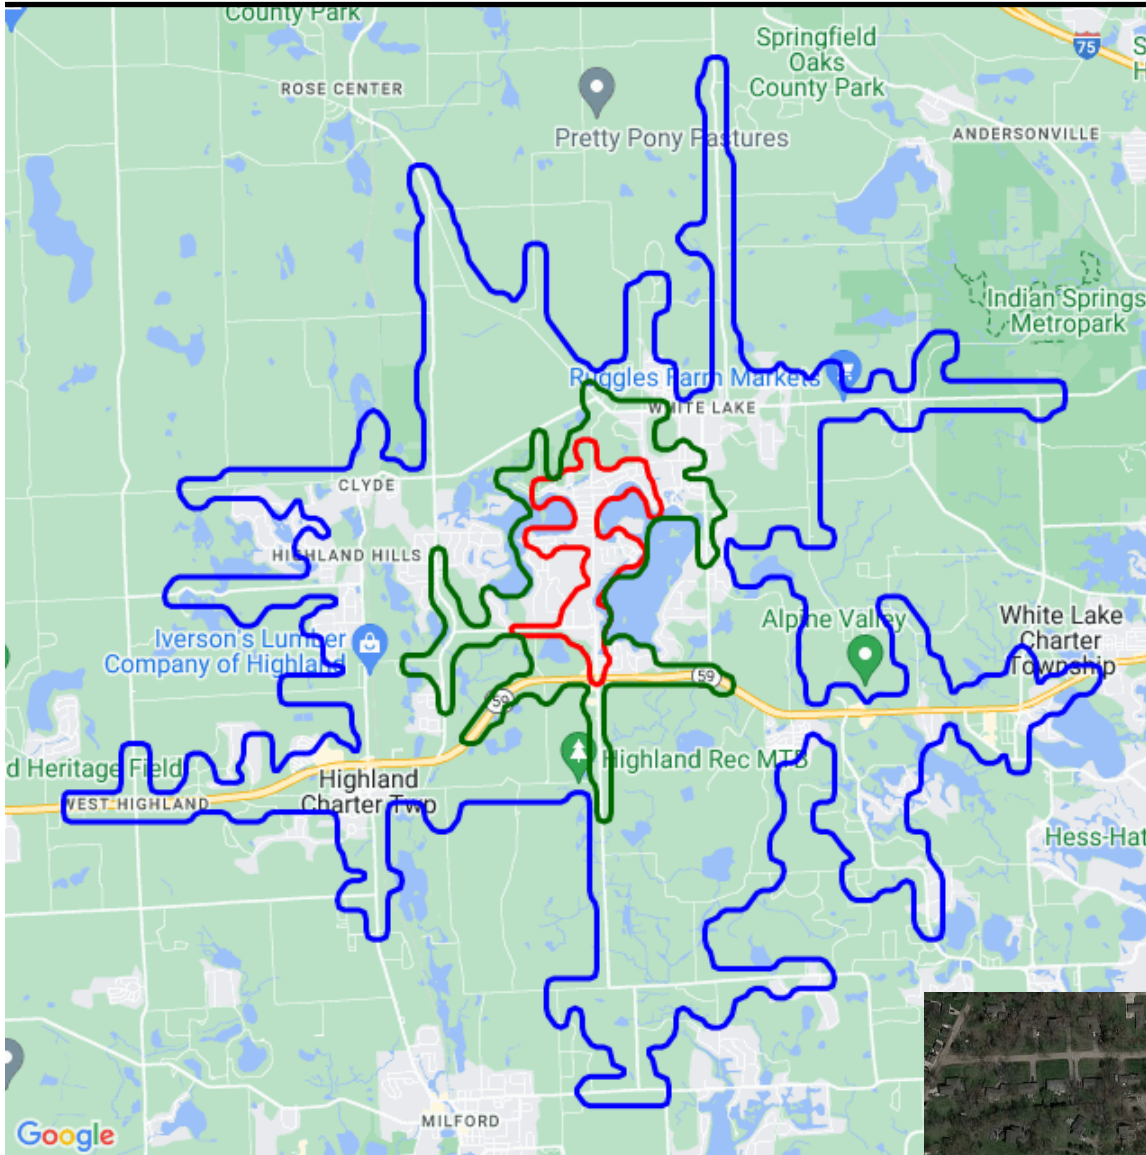 County Park
Springfield
Oaks
County Park
75
S
H
ROSE CENTER
Pretty Pony Pastures
ANDERSONVILLE
Indian Springs
Metropark
Ruggles Farm Markets
WHITE LAKE
CLYDE
HIGHLAND HILLS
Iverson's Lumber
Company of Highland
Alpine Valley
White Lake
Charter
Township
59
59
d Heritage Field
Highland Rec MTB
WEST HIGHLAND
Highland
Charter Twp
Hess-Hat
MILFORD
Google